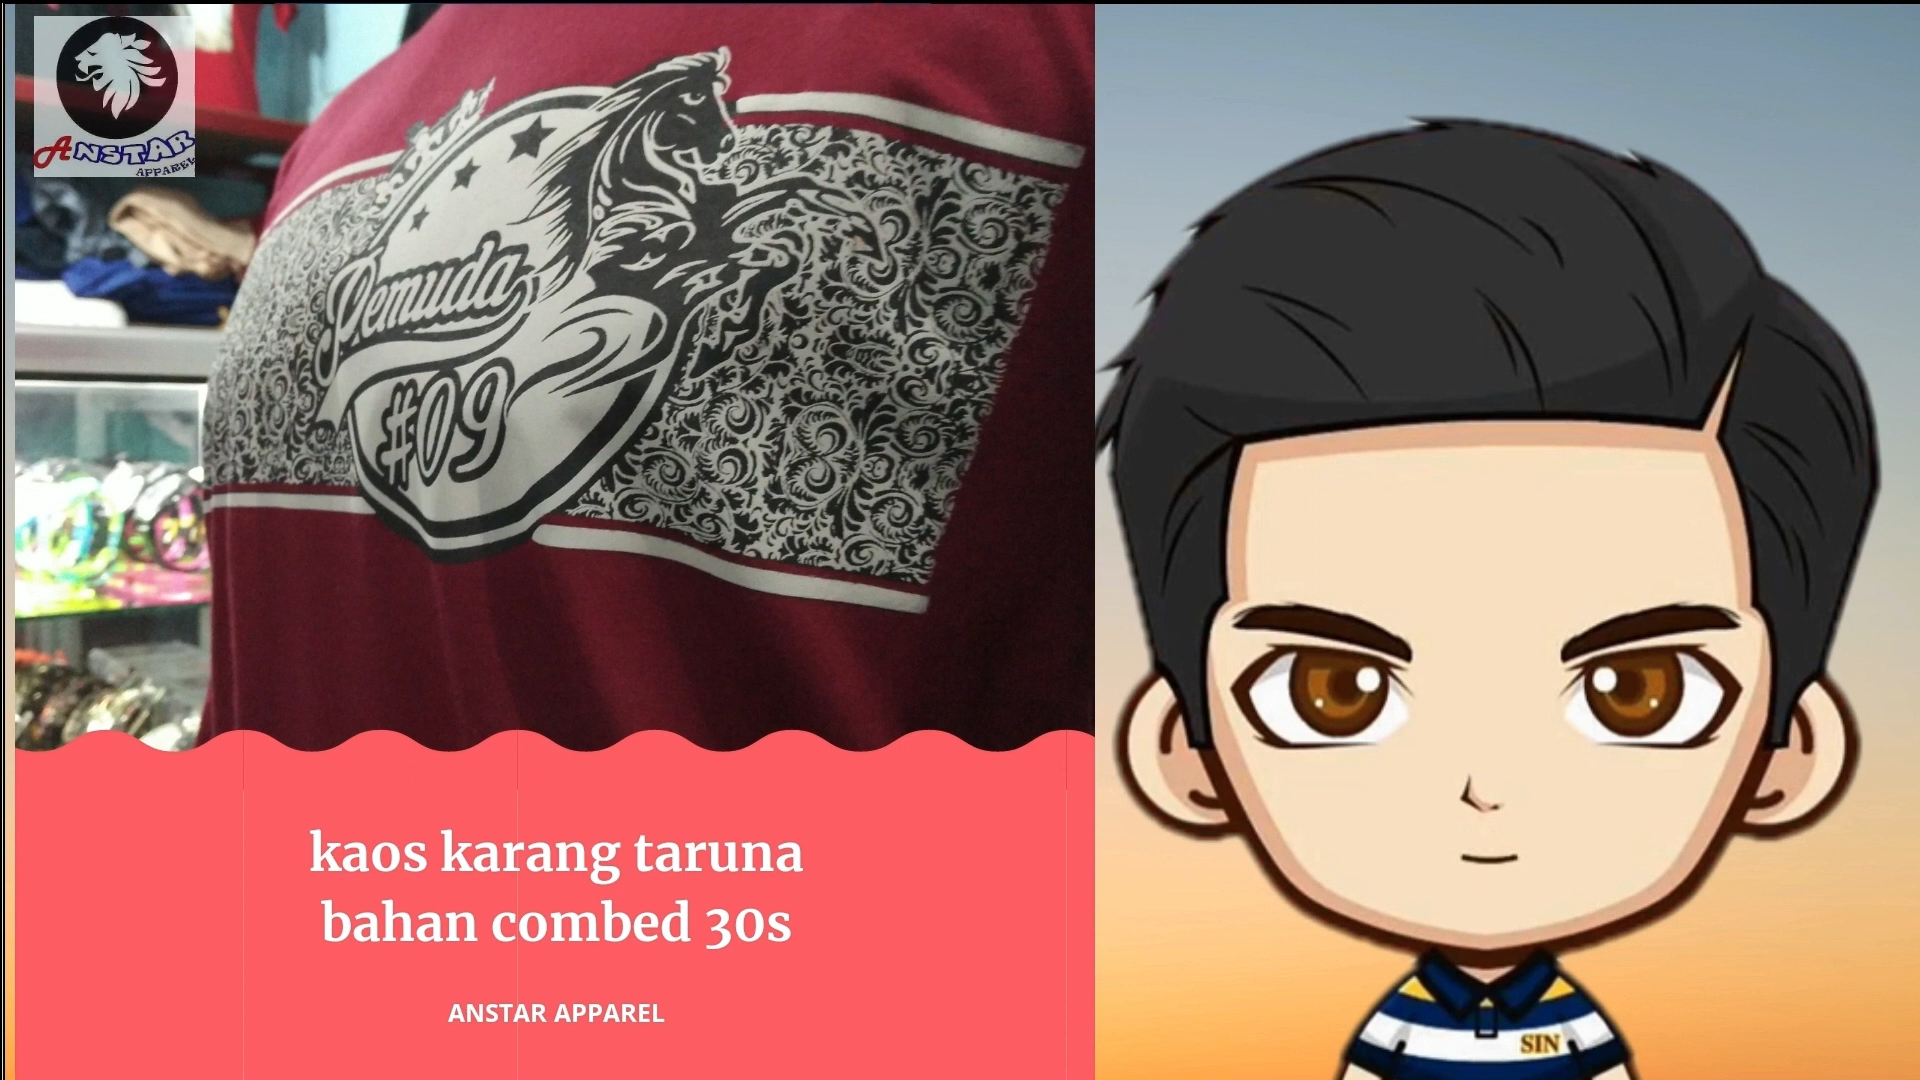 ANSTAR
APPAREL
Pemuda
#09
kaos karang taruna
bahan combed 30s
ANSTAR APPAREL
SIN